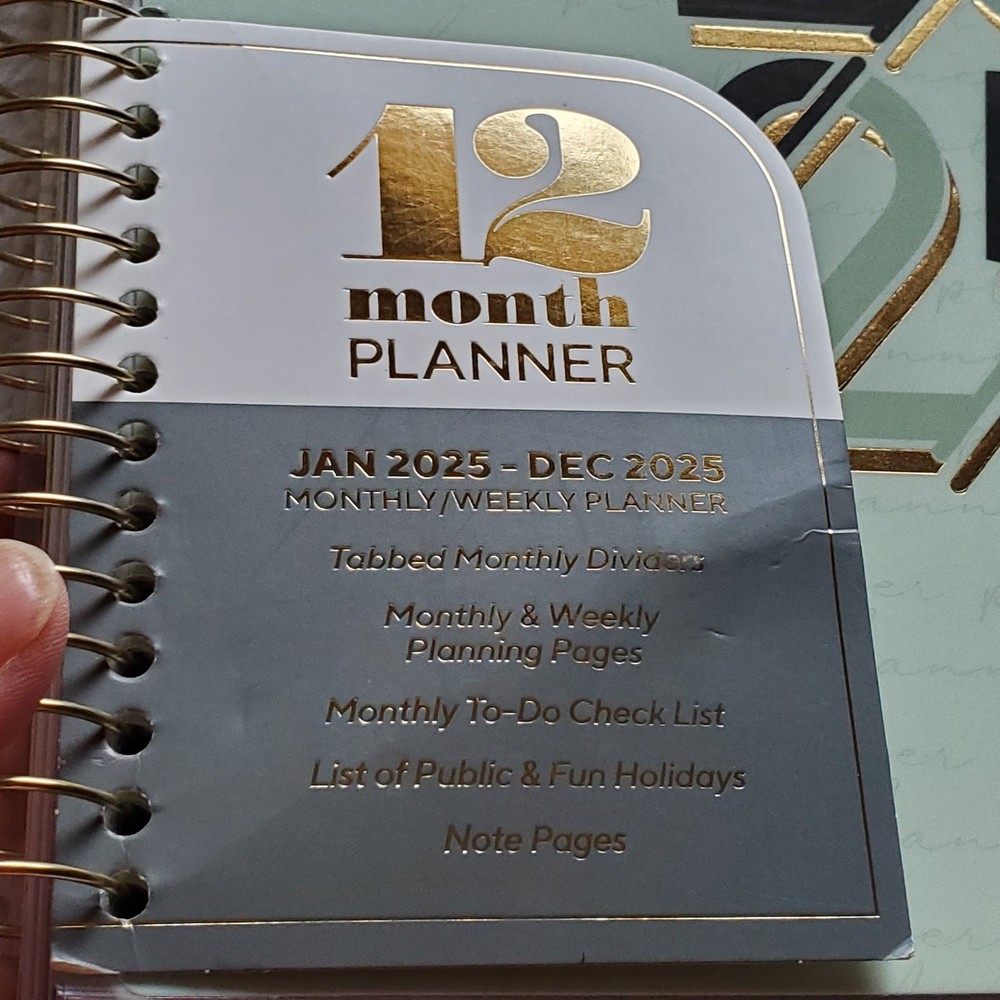 12
month
PLANNER
JAN 2025 - DEC 2025
MONTHLY/WEEKLY PLANNER
Tabbed Monthly Dividers
Monthly & Weekly
Planning Pages
Monthly To-Do Check List
List of Public & Fun Holidays
Note Pages